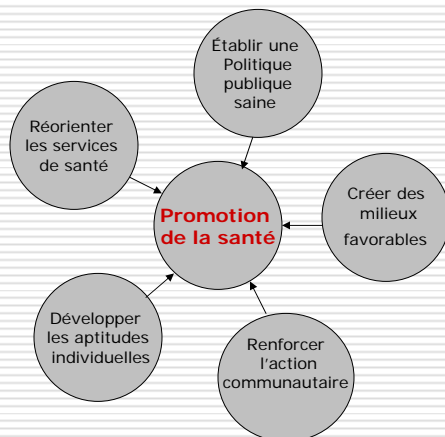 Établir une
Politique
publique
saine
Réorienter
les services
de santé
Promotion
de la santé
Créer des
milieux
favorables
Développer
les aptitudes
individuelles
Renforcer
l'action
communautaire